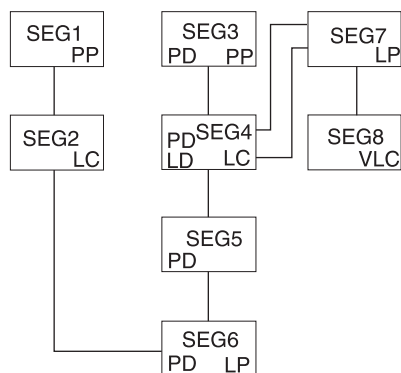 SEG1
PP
SEG3
PD PP
SEG7
LP
SEG2
LC
PD SEG4
LD LC
SEG8
VLC
SEG5
PD
SEG6
PD LP